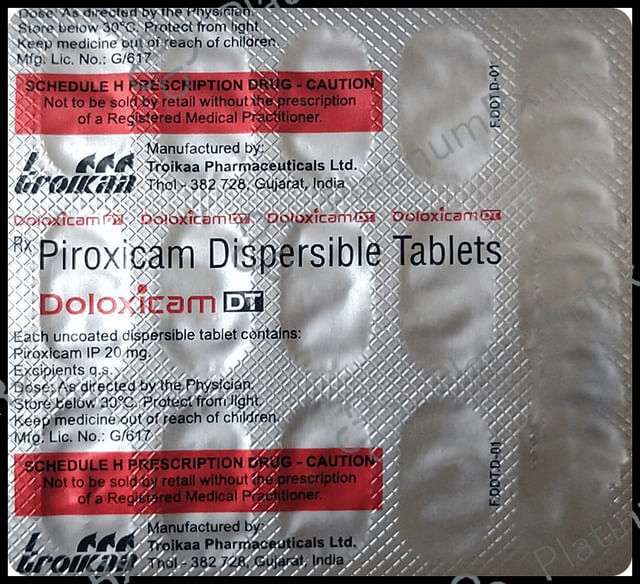 Dose: As directed by the Physician.
Store below 30°C. Protect from light.
Keep medicine out of reach of children.
Mfg. Lic. No.: G/617
SCHEDULE H PRESCRIPTION DRUG - CAUTION
Not to be sold by retail without the prescription
of a Registered Medical Practitioner.
F.DDT.D-01
troikaa
Manufactured by:
Troikaa Pharmaceuticals Ltd.
Thol - 382 728, Gujarat, India
Doloxicam DT Doloxicam DT Doloxicam DT Doloxicam DT
Rx Piroxicam Dispersible Tablets
Doloxicam DT
Each uncoated dispersible tablet contains:
Piroxicam IP 20 mg.
Excipients q.s.
Dose: As directed by the Physician.
Store below 30°C. Protect from light.
Keep medicine out of reach of children.
Mfg. Lic. No.: G/617
SCHEDULE H PRESCRIPTION DRUG - CAUTION
Not to be sold by retail without the prescription
of a Registered Medical Practitioner.
F.DDT.D-01
troikaa
Manufactured by:
Troikaa Pharmaceuticals Ltd.
Thol - 382 728, Gujarat, India